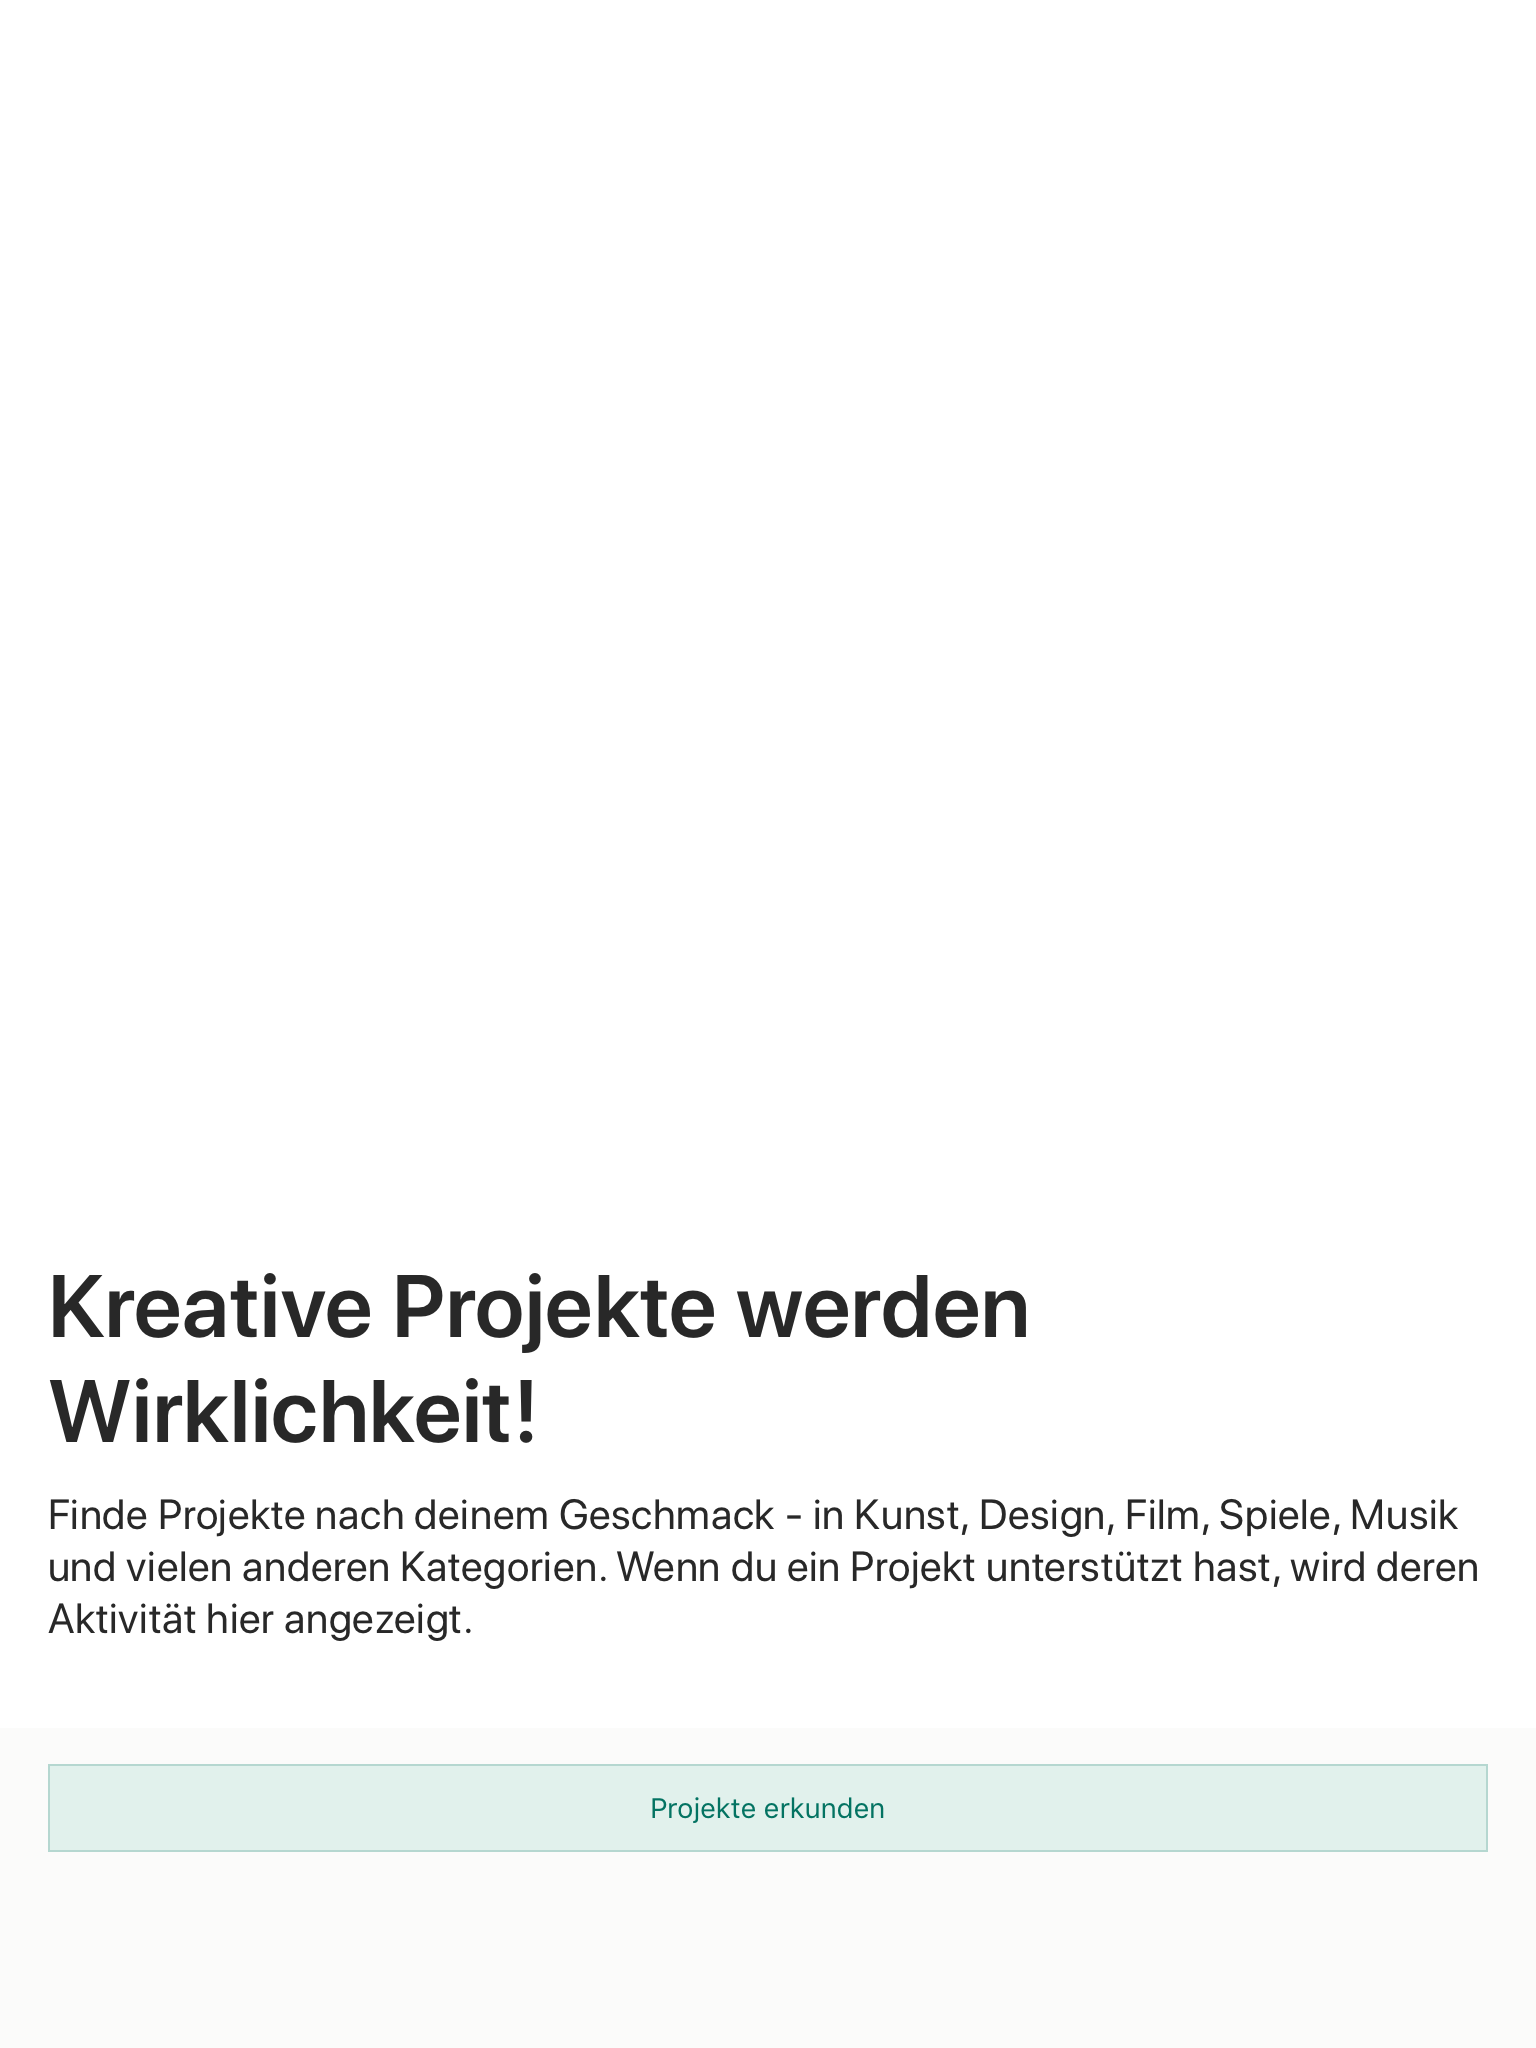 Kreative Projekte werden
Wirklichkeit!
Finde Projekte nach deinem Geschmack - in Kunst, Design, Film, Spiele, Musik
und vielen anderen Kategorien. Wenn du ein Projekt unterstützt hast, wird deren
Aktivität hier angezeigt.
Projekte erkunden